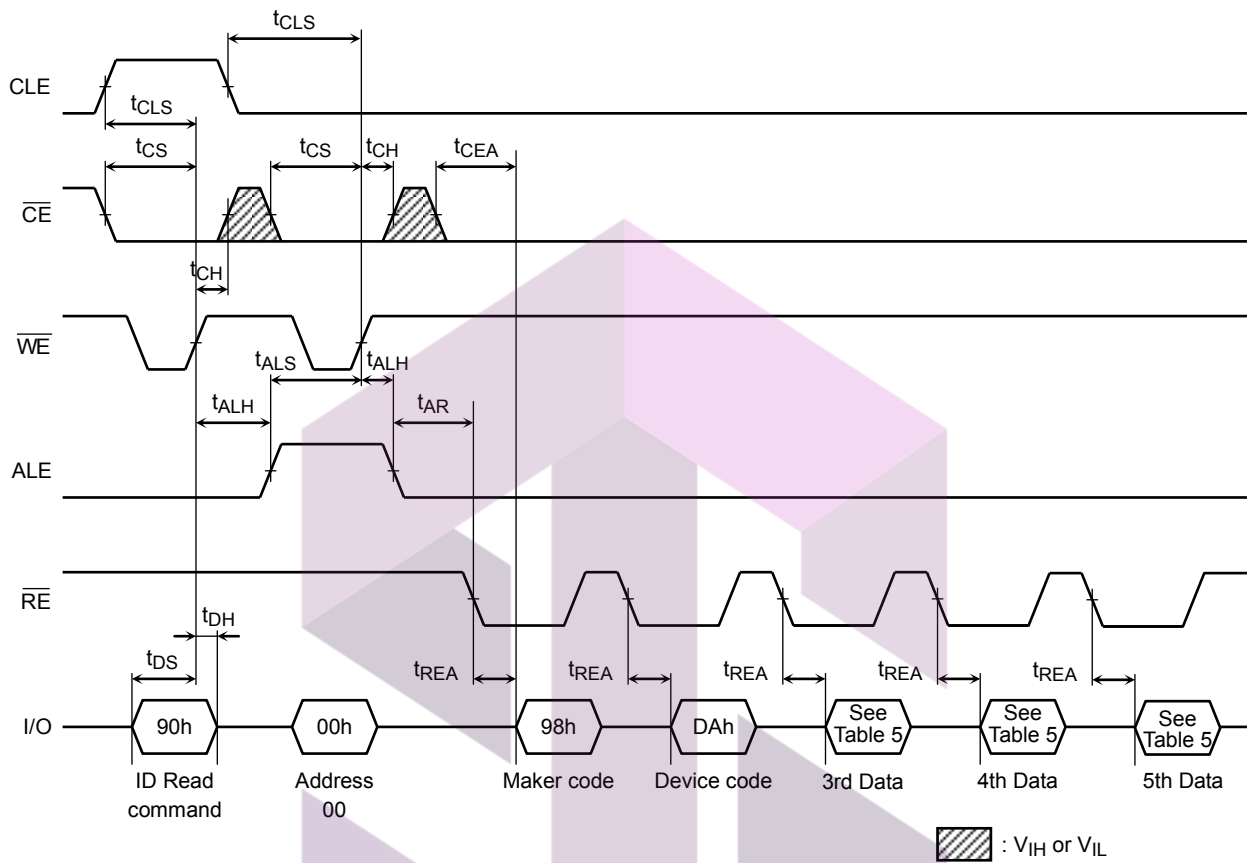 tCLS
CLE
tCLS
tCS tCS tCH tCEA
CE
tCH
WE
tALS tALH
tALH tAR
ALE
RE
tDH
tDS
tREA tREA tREA tREA tREA
I/O 90h 00h 98h DAh See Table 5 See Table 5 See Table 5
ID Read command Address 00 Maker code Device code 3rd Data 4th Data 5th Data
: VIH or VIL